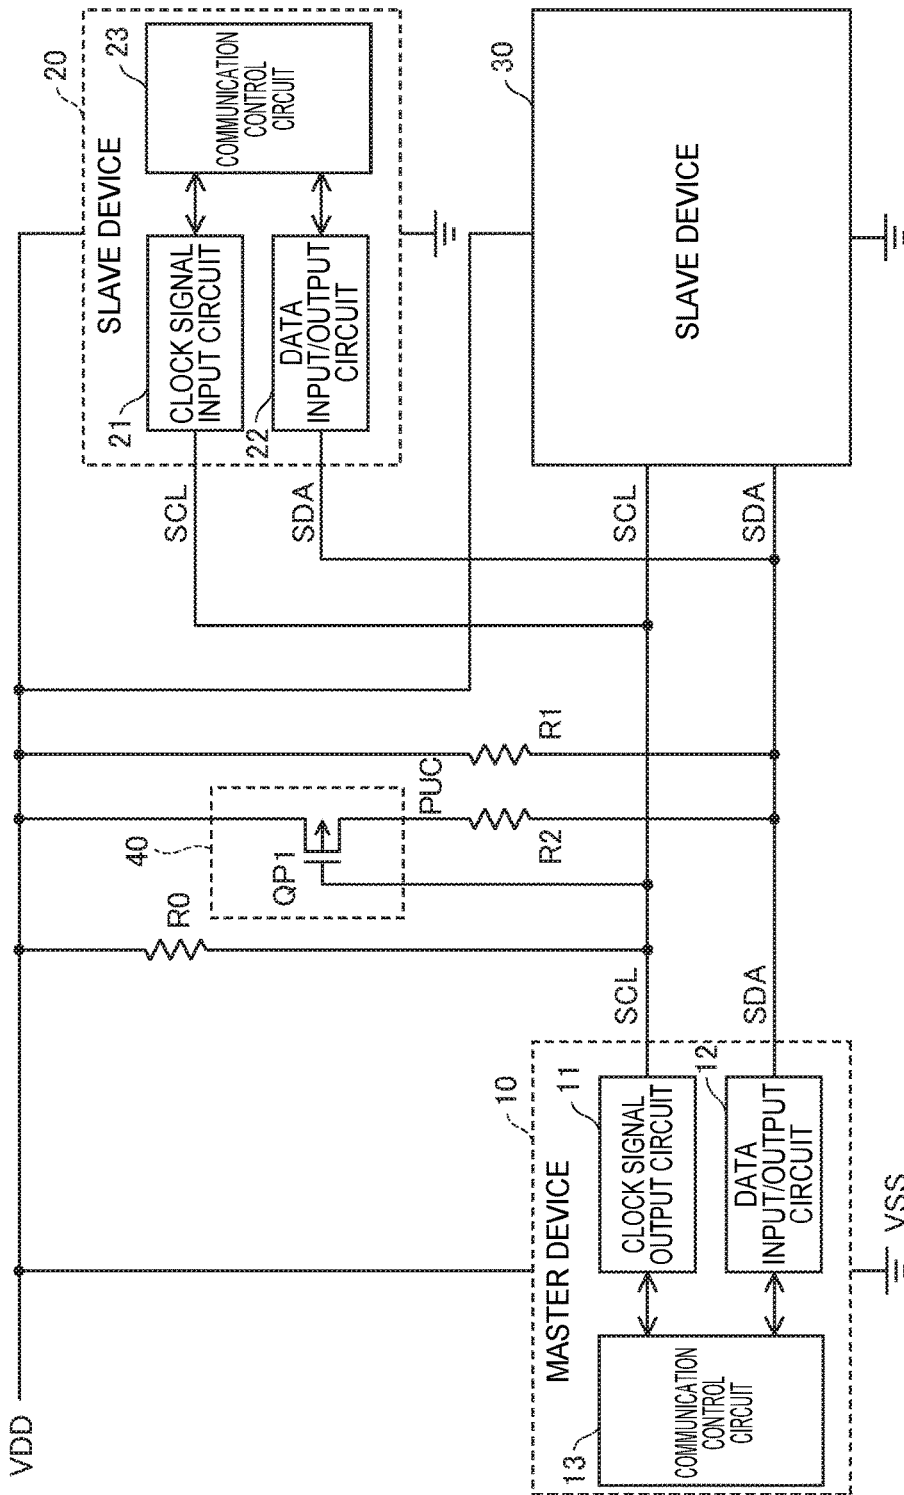 VDD
20
SLAVE DEVICE
21
CLOCK SIGNAL
INPUT CIRCUIT
22
DATA
INPUT/OUTPUT
CIRCUIT
23
COMMUNICATION
CONTROL
CIRCUIT
SCL
SDA
R0
40
QP1
PUC
R2
R1
10
MASTER DEVICE
13
COMMUNICATION
CONTROL
CIRCUIT
11
CLOCK SIGNAL
OUTPUT CIRCUIT
12
DATA
INPUT/OUTPUT
CIRCUIT
VSS
SCL
SDA
SCL
SDA
30
SLAVE DEVICE